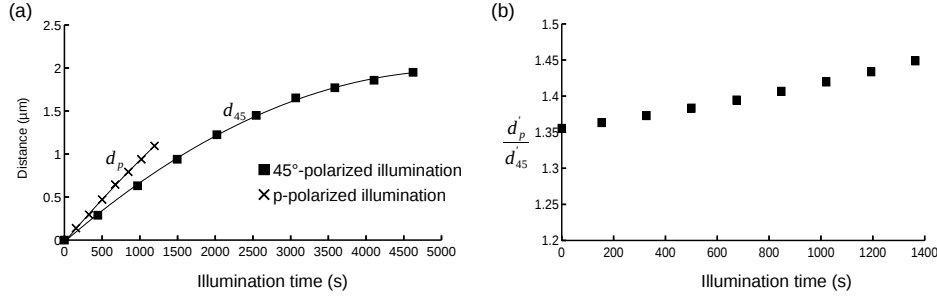 (a)
2.5
2
1.5
1
0.5
0
Distance (μm)
d45
dp
45°-polarized illumination
p-polarized illumination
0 500 1000 1500 2000 2500 3000 3500 4000 4500 5000
Illumination time (s)
(b)
1.5
1.45
1.4
1.35
1.3
1.25
1.2
d'p
d'45
0 200 400 600 800 1000 1200 1400
Illumination time (s)